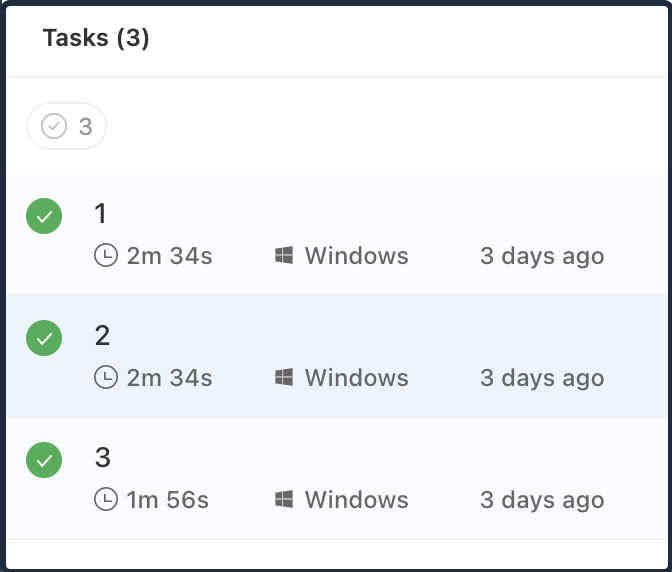 Tasks (3)
3
1
2m 34s Windows 3 days ago
2
2m 34s Windows 3 days ago
3
1m 56s Windows 3 days ago